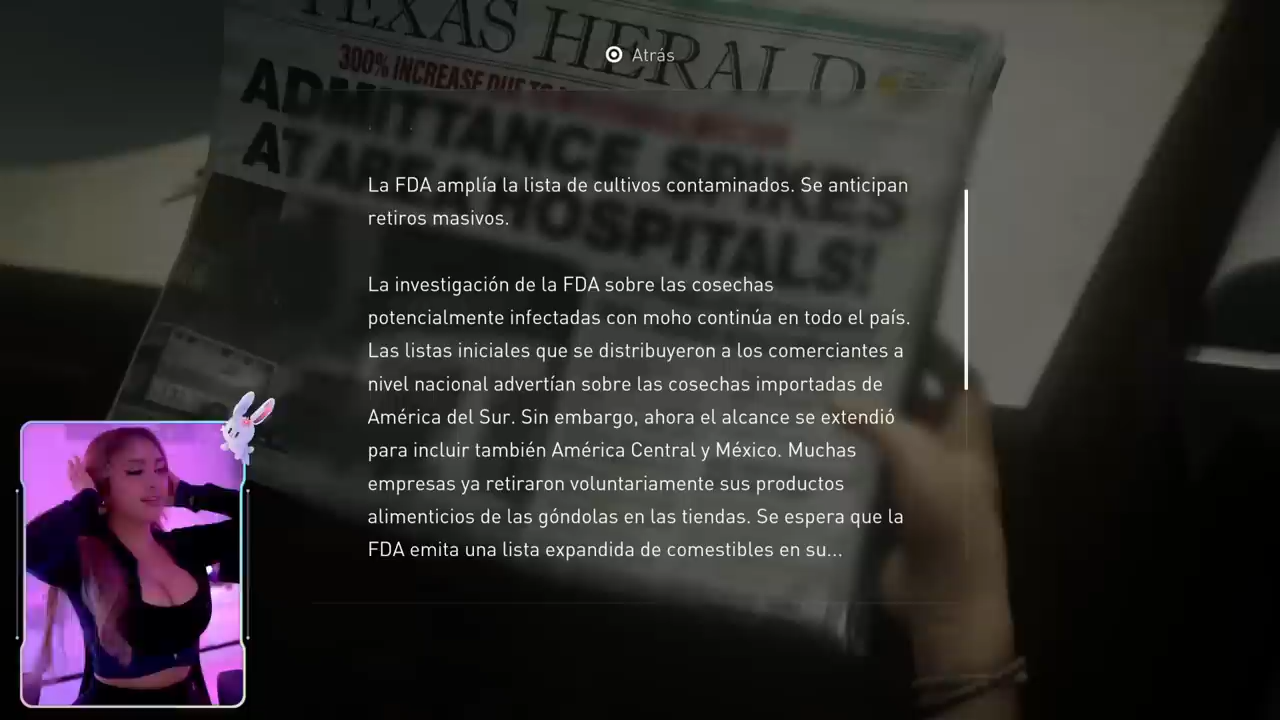 TEXAS HERALD
Atrás
300% INCREASE DUE TO
ADMITTANCE SPIKES
AT AREA HOSPITALS!
La FDA amplía la lista de cultivos contaminados. Se anticipan
retiros masivos.
La investigación de la FDA sobre las cosechas
potencialmente infectadas con moho continúa en todo el país.
Las listas iniciales que se distribuyeron a los comerciantes a
nivel nacional advertían sobre las cosechas importadas de
América del Sur. Sin embargo, ahora el alcance se extendió
para incluir también América Central y México. Muchas
empresas ya retiraron voluntariamente sus productos
alimenticios de las góndolas en las tiendas. Se espera que la
FDA emita una lista expandida de comestibles en su...